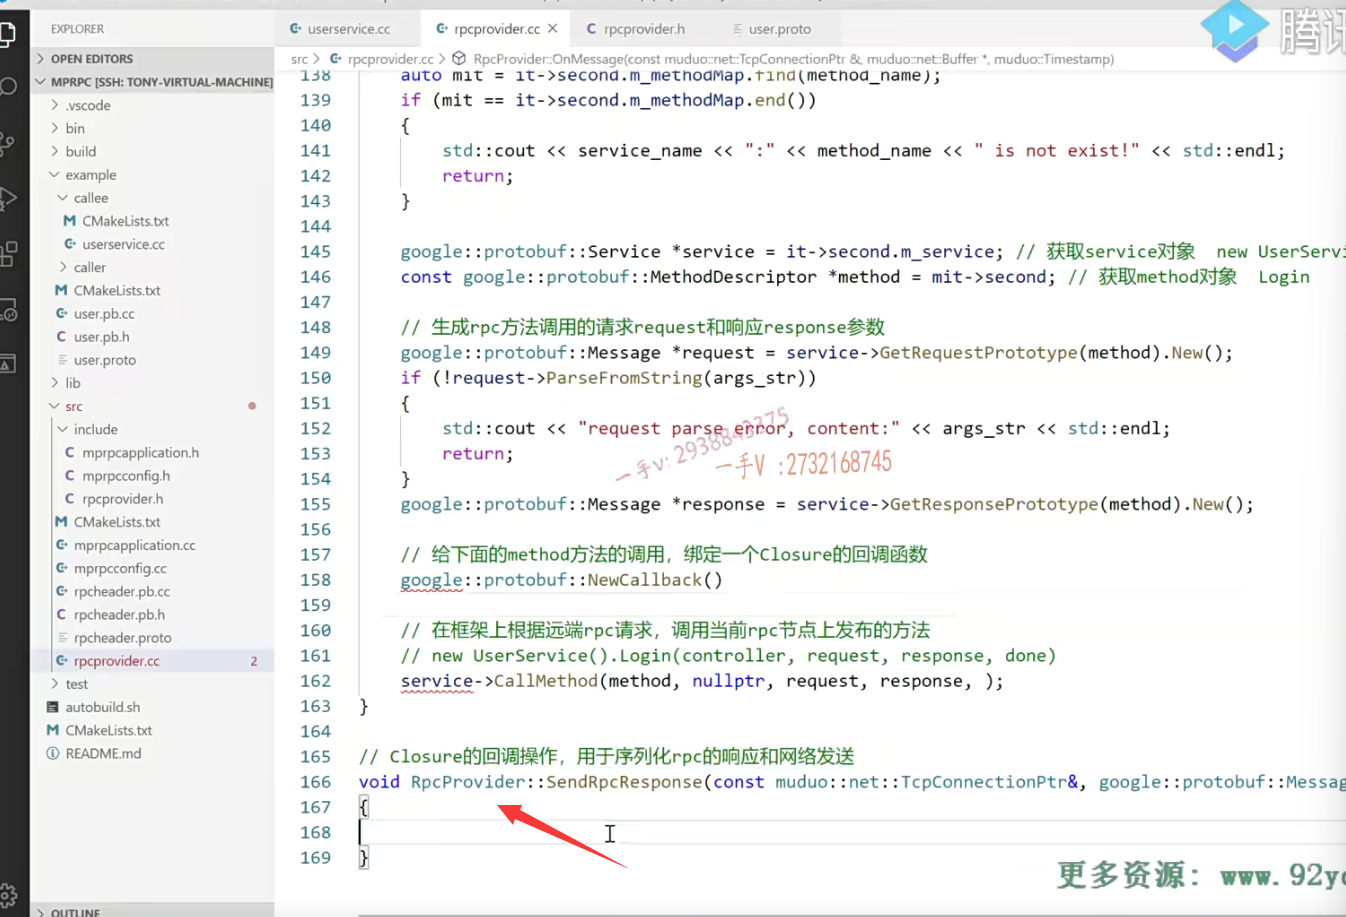 EXPLORER
userservice.cc
rpcprovider.cc
rpcprovider.h
user.proto
腾讯
OPEN EDITORS
src > rpcprovider.cc > RpcProvider::OnMessage(const muduo::net::TcpConnectionPtr &, muduo::net::Buffer *, muduo::Timestamp)
MPRPC [SSH: TONY-VIRTUAL-MACHINE]
.vscode
bin
build
example
callee
CMakeLists.txt
userservice.cc
caller
CMakeLists.txt
user.pb.cc
user.pb.h
user.proto
lib
src
include
mprpcapplication.h
mprpcconfig.h
rpcprovider.h
CMakeLists.txt
mprpcapplication.cc
mprpcconfig.cc
rpcheader.pb.cc
rpcheader.pb.h
rpcheader.proto
rpcprovider.cc 2
test
autobuild.sh
CMakeLists.txt
README.md
OUTLINE
138 auto mit = it->second.m_methodMap.find(method_name);
139 if (mit == it->second.m_methodMap.end())
140 {
141 std::cout << service_name << ":" << method_name << " is not exist!" << std::endl;
142 return;
143 }
144
145 google::protobuf::Service *service = it->second.m_service; // 获取service对象 new UserServi
146 const google::protobuf::MethodDescriptor *method = mit->second; // 获取method对象 Login
147
148 // 生成rpc方法调用的请求request和响应response参数
149 google::protobuf::Message *request = service->GetRequestPrototype(method).New();
150 if (!request->ParseFromString(args_str))
151 {
152 std::cout << "request parse error, content:" << args_str << std::endl;
153 return;
154 }
155 google::protobuf::Message *response = service->GetResponsePrototype(method).New();
156
157 // 给下面的method方法的调用，绑定一个Closure的回调函数
158 google::protobuf::NewCallback()
159
160 // 在框架上根据远端rpc请求，调用当前rpc节点上发布的方法
161 // new UserService().Login(controller, request, response, done)
162 service->CallMethod(method, nullptr, request, response, );
163 }
164
165 // Closure的回调操作，用于序列化rpc的响应和网络发送
166 void RpcProvider::SendRpcResponse(const muduo::net::TcpConnectionPtr&, google::protobuf::Messag
167 {
168
169 }
一手v: 2938843375
一手V :2732168745
更多资源: www.92y